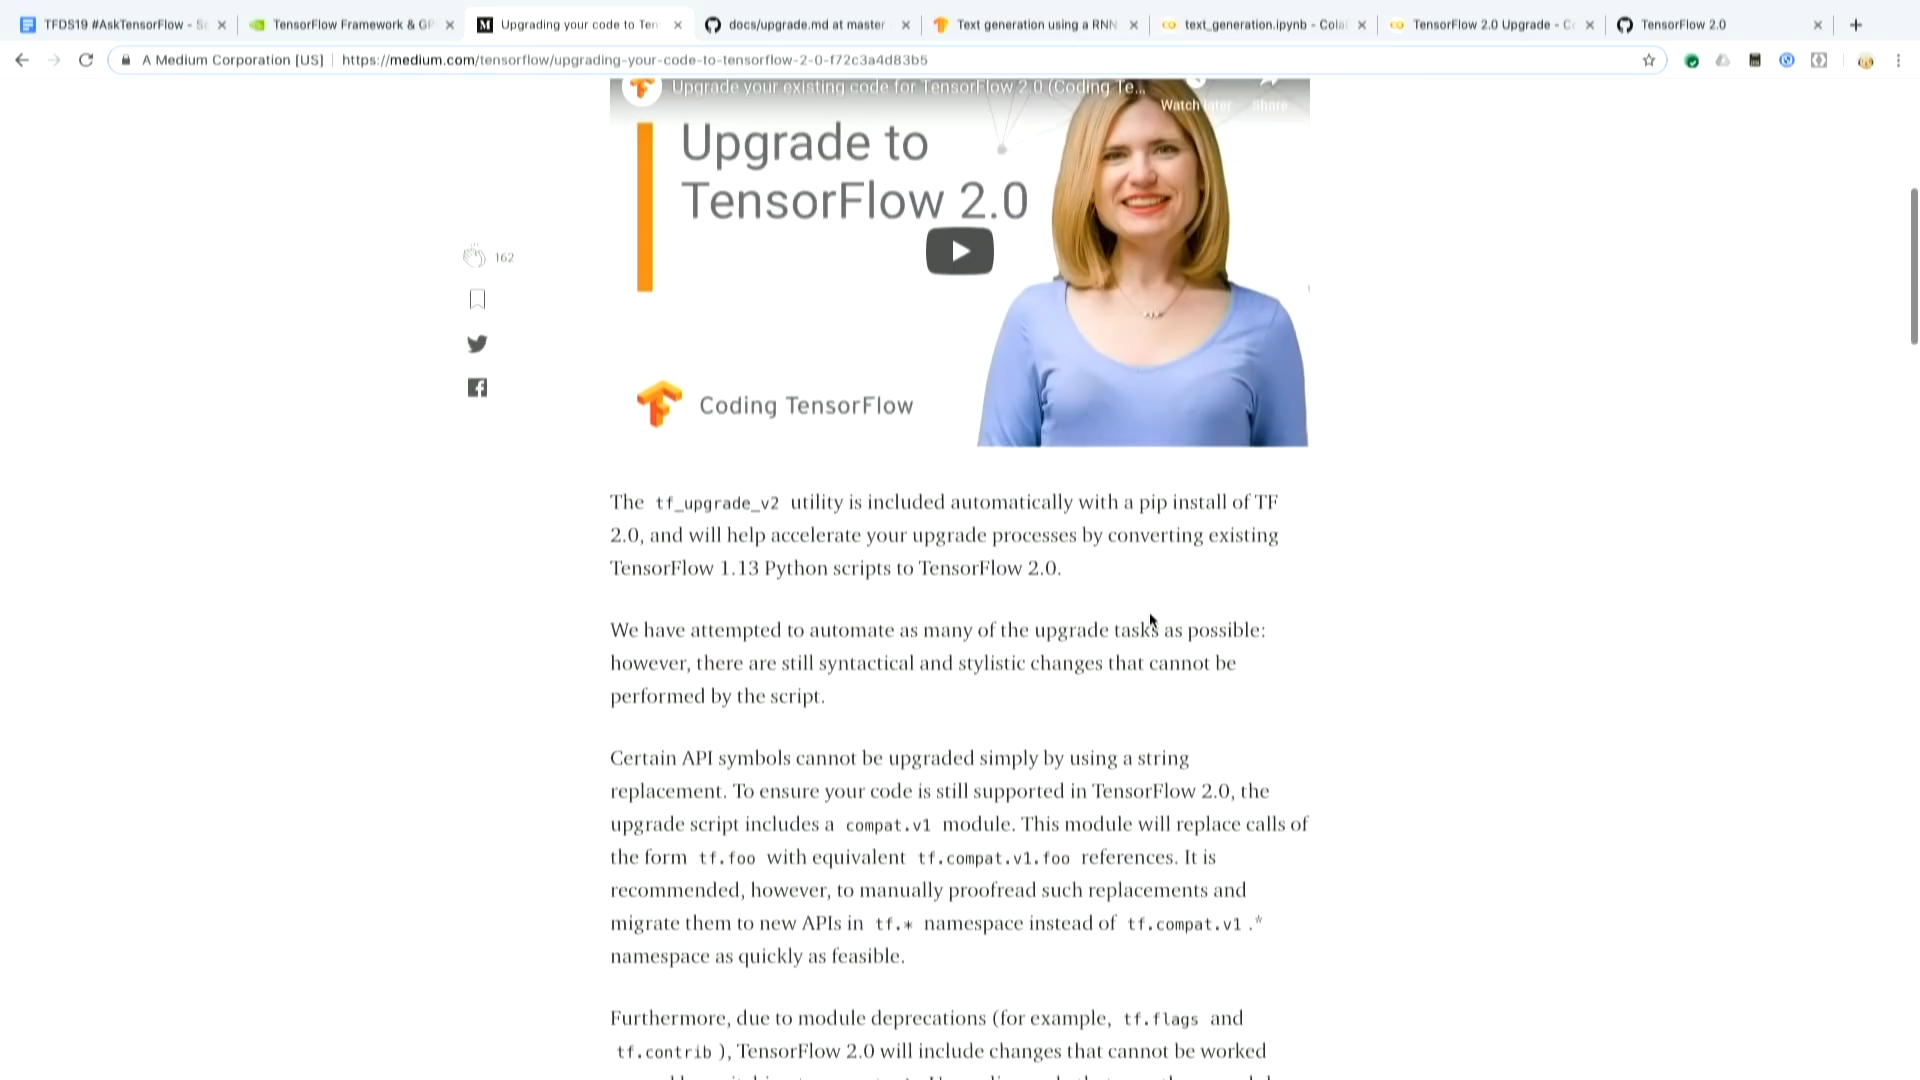 TFDS19 #AskTensorFlow - S
TensorFlow Framework & GP
Upgrading your code to Ten
docs/upgrade.md at master
Text generation using a RNN
text_generation.ipynb - Cola
TensorFlow 2.0 Upgrade - C
TensorFlow 2.0
A Medium Corporation [US]
https://medium.com/tensorflow/upgrading-your-code-to-tensorflow-2-0-f72c3a4d83b5
Upgrade your existing code for TensorFlow 2.0 (Coding Te...
Watch later
Share
Upgrade to
TensorFlow 2.0
162
Coding TensorFlow
The tf_upgrade_v2 utility is included automatically with a pip install of TF
2.0, and will help accelerate your upgrade processes by converting existing
TensorFlow 1.13 Python scripts to TensorFlow 2.0.
We have attempted to automate as many of the upgrade tasks as possible:
however, there are still syntactical and stylistic changes that cannot be
performed by the script.
Certain API symbols cannot be upgraded simply by using a string
replacement. To ensure your code is still supported in TensorFlow 2.0, the
upgrade script includes a compat.v1 module. This module will replace calls of
the form tf.foo with equivalent tf.compat.v1.foo references. It is
recommended, however, to manually proofread such replacements and
migrate them to new APIs in tf.* namespace instead of tf.compat.v1 .*
namespace as quickly as feasible.
Furthermore, due to module deprecations (for example, tf.flags and
tf.contrib ), TensorFlow 2.0 will include changes that cannot be worked